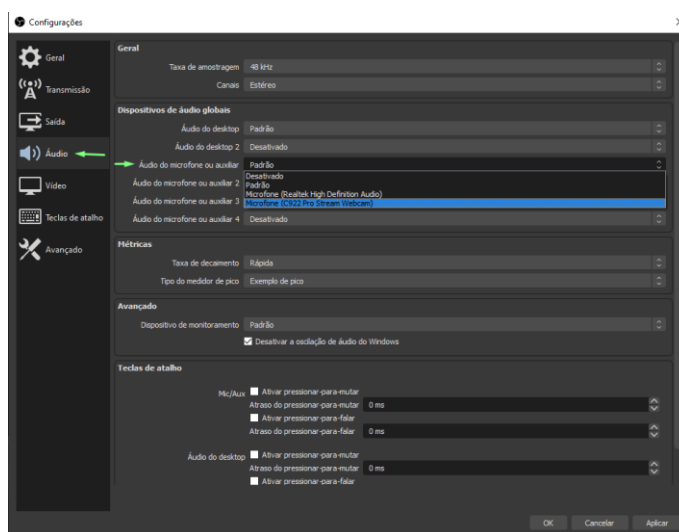 Configurações
Geral
Transmissão
Saída
Áudio
Vídeo
Teclas de atalho
Avançado
Geral
Taxa de amostragem 48 kHz
Canais Estéreo
Dispositivos de áudio globais
Áudio do desktop Padrão
Áudio do desktop 2 Desativado
Áudio do microfone ou auxiliar Padrão
Desativado
Padrão
Áudio do microfone ou auxiliar 2
Microfone (Realtek High Definition Audio)
Áudio do microfone ou auxiliar 3
Microfone (C922 Pro Stream Webcam)
Áudio do microfone ou auxiliar 4 Desativado
Métricas
Taxa de decaimento Rápida
Tipo do medidor de pico Exemplo de pico
Avançado
Dispositivo de monitoramento Padrão
Desativar a oscilação de áudio do Windows
Teclas de atalho
Mic/Aux Ativar pressionar-para-mutar
Atraso do pressionar-para-mutar 0 ms
Ativar pressionar-para-falar
Atraso do pressionar-para-falar 0 ms
Áudio do desktop Ativar pressionar-para-mutar
Atraso do pressionar-para-mutar 0 ms
Ativar pressionar-para-falar
OK Cancelar Aplicar